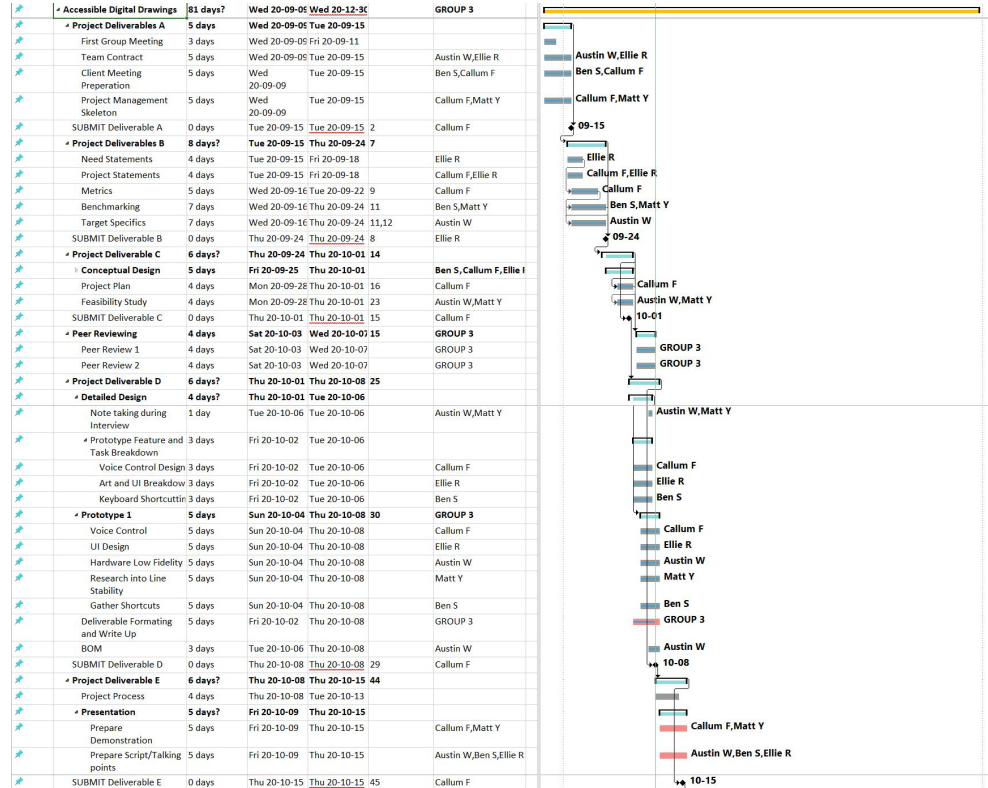 Accessible Digital Drawings 81 days? Wed 20-09-09 Wed 20-12-30 GROUP 3
Project Deliverables A 5 days Wed 20-09-09 Tue 20-09-15
First Group Meeting 3 days Wed 20-09-09 Fri 20-09-11
Team Contract 5 days Wed 20-09-09 Tue 20-09-15 Austin W,Ellie R Austin W,Ellie R
Client Meeting 5 days Wed Tue 20-09-15 Ben S,Callum F Ben S,Callum F
Preperation 20-09-09
Project Management 5 days Wed Tue 20-09-15 Callum F,Matt Y Callum F,Matt Y
Skeleton 20-09-09
SUBMIT Deliverable A 0 days Tue 20-09-15 Tue 20-09-15 2 Callum F 09-15
Project Deliverables B 8 days? Tue 20-09-15 Thu 20-09-24 7
Need Statements 4 days Tue 20-09-15 Fri 20-09-18 Ellie R Ellie R
Project Statements 4 days Tue 20-09-15 Fri 20-09-18 Callum F,Ellie R Callum F,Ellie R
Metrics 5 days Wed 20-09-16 Tue 20-09-22 9 Callum F Callum F
Benchmarking 7 days Wed 20-09-16 Thu 20-09-24 11 Ben S,Matt Y Ben S,Matt Y
Target Specifics 7 days Wed 20-09-16 Thu 20-09-24 11,12 Austin W Austin W
SUBMIT Deliverable B 0 days Thu 20-09-24 Thu 20-09-24 8 Ellie R 09-24
Project Deliverable C 6 days? Thu 20-09-24 Thu 20-10-01 14
Conceptual Design 5 days Fri 20-09-25 Thu 20-10-01 Ben S,Callum F,Ellie F
Project Plan 4 days Mon 20-09-28 Thu 20-10-01 16 Callum F Callum F
Feasibility Study 4 days Mon 20-09-28 Thu 20-10-01 23 Austin W,Matt Y Austin W,Matt Y
SUBMIT Deliverable C 0 days Thu 20-10-01 Thu 20-10-01 15 Callum F 10-01
Peer Reviewing 4 days Sat 20-10-03 Wed 20-10-07 15 GROUP 3
Peer Review 1 4 days Sat 20-10-03 Wed 20-10-07 GROUP 3 GROUP 3
Peer Review 2 4 days Sat 20-10-03 Wed 20-10-07 GROUP 3 GROUP 3
Project Deliverable D 6 days? Thu 20-10-01 Thu 20-10-08 25
Detailed Design 4 days? Thu 20-10-01 Tue 20-10-06
Note taking during 1 day Tue 20-10-06 Tue 20-10-06 Austin W,Matt Y Austin W,Matt Y
Interview
Prototype Feature and 3 days Fri 20-10-02 Tue 20-10-06
Task Breakdown
Voice Control Design 3 days Fri 20-10-02 Tue 20-10-06 Callum F Callum F
Art and UI Breakdow 3 days Fri 20-10-02 Tue 20-10-06 Ellie R Ellie R
Keyboard Shortcuttin 3 days Fri 20-10-02 Tue 20-10-06 Ben S Ben S
Prototype 1 5 days Sun 20-10-04 Thu 20-10-08 30 GROUP 3
Voice Control 5 days Sun 20-10-04 Thu 20-10-08 Callum F Callum F
UI Design 5 days Sun 20-10-04 Thu 20-10-08 Ellie R Ellie R
Hardware Low Fidelity 5 days Sun 20-10-04 Thu 20-10-08 Austin W Austin W
Research into Line 5 days Sun 20-10-04 Thu 20-10-08 Matt Y Matt Y
Stability
Gather Shortcuts 5 days Sun 20-10-04 Thu 20-10-08 Ben S Ben S
Deliverable Formating 5 days Fri 20-10-02 Thu 20-10-08 GROUP 3 GROUP 3
and Write Up
BOM 3 days Tue 20-10-06 Thu 20-10-08 Austin W Austin W
SUBMIT Deliverable D 0 days Thu 20-10-08 Thu 20-10-08 29 Callum F 10-08
Project Deliverable E 6 days? Thu 20-10-08 Thu 20-10-15 44
Project Process 4 days Thu 20-10-08 Tue 20-10-13
Presentation 5 days? Fri 20-10-09 Thu 20-10-15
Prepare 5 days Fri 20-10-09 Thu 20-10-15 Callum F,Matt Y Callum F,Matt Y
Demonstration
Prepare Script/Talking 5 days Fri 20-10-09 Thu 20-10-15 Austin W,Ben S,Ellie R Austin W,Ben S,Ellie R
points
SUBMIT Deliverable E 0 days Thu 20-10-15 Thu 20-10-15 45 Callum F 10-15